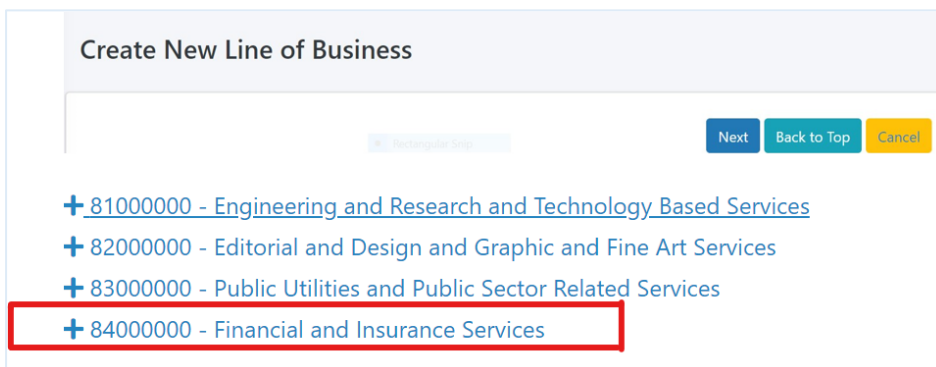 Create New Line of Business
Rectangular Snip
Next Back to Top Cancel
81000000 - Engineering and Research and Technology Based Services
82000000 - Editorial and Design and Graphic and Fine Art Services
83000000 - Public Utilities and Public Sector Related Services
84000000 - Financial and Insurance Services